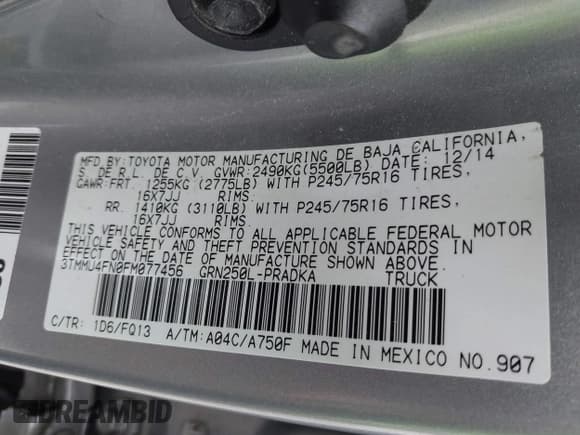 MFD. BY:TOYOTA MOTOR MANUFACTURING DE BAJA CALIFORNIA,
S. DE R.L. DE C.V. GVWR:2490KG(5500LB) DATE: 12/14
GAWR:FRT. 1255KG (2775LB) WITH P245/75R16 TIRES,
16X7JJ RIMS.
RR. 1410KG (3110LB) WITH P245/75R16 TIRES,
16X7JJ RIMS.
THIS VEHICLE CONFORMS TO ALL APPLICABLE FEDERAL MOTOR
VEHICLE SAFETY AND THEFT PREVENTION STANDARDS IN
EFFECT ON THE DATE OF MANUFACTURE SHOWN ABOVE.
3TMMU4FN0FM077456 GRN250L-PRADKA TRUCK
C/TR: 1D6/FQ13 A/TM:A04C/A750F MADE IN MEXICO NO.907
DREAMBID